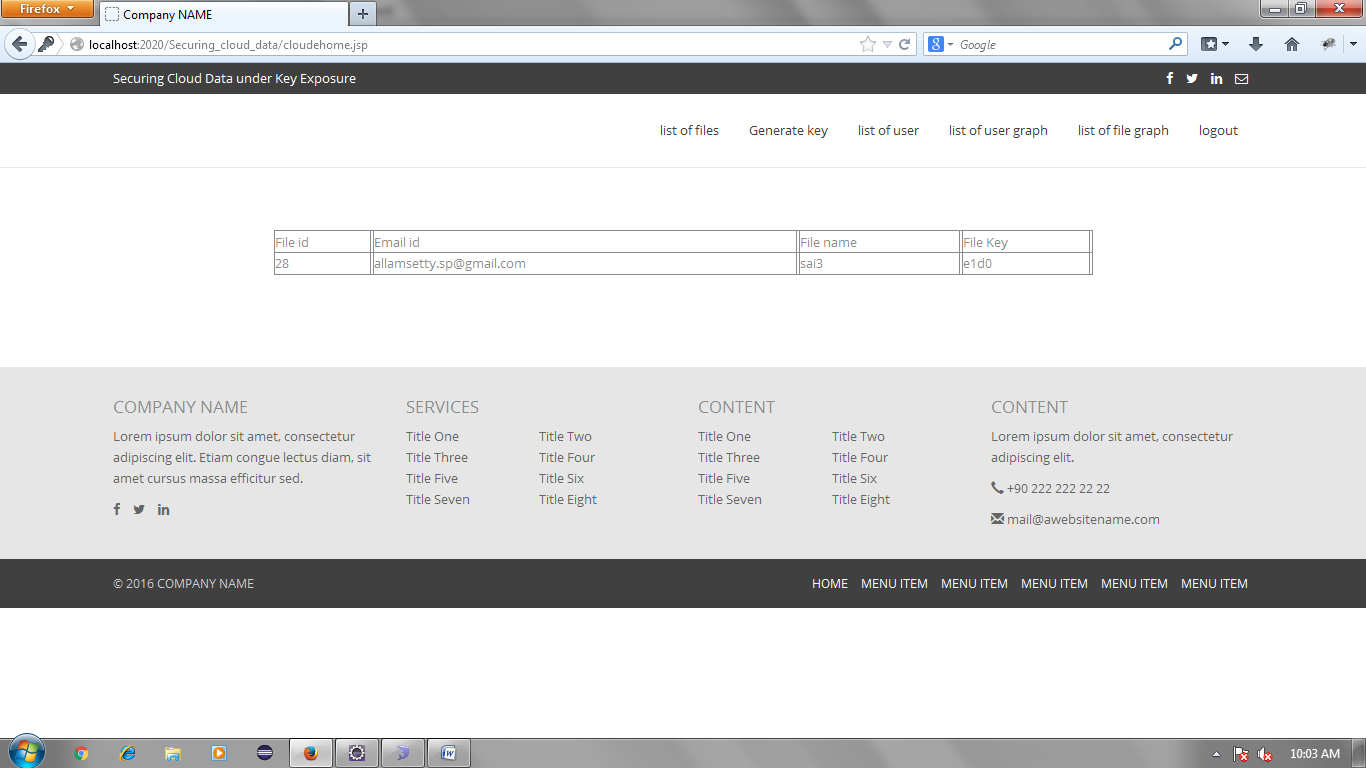 Firefox
Company NAME
localhost:2020/Securing_cloud_data/cloudehome.jsp
Google
Securing Cloud Data under Key Exposure
list of files Generate key list of user list of user graph list of file graph logout
File id Email id File name File Key
28 allamsetty.sp@gmail.com sai3 e1d0
COMPANY NAME
Lorem ipsum dolor sit amet, consectetur
adipiscing elit. Etiam congue lectus diam, sit
amet cursus massa efficitur sed.
SERVICES
Title One Title Two
Title Three Title Four
Title Five Title Six
Title Seven Title Eight
CONTENT
Title One Title Two
Title Three Title Four
Title Five Title Six
Title Seven Title Eight
CONTENT
Lorem ipsum dolor sit amet, consectetur
adipiscing elit.
+90 222 222 22 22
mail@awebsitename.com
© 2016 COMPANY NAME
HOME MENU ITEM MENU ITEM MENU ITEM MENU ITEM MENU ITEM
10:03 AM